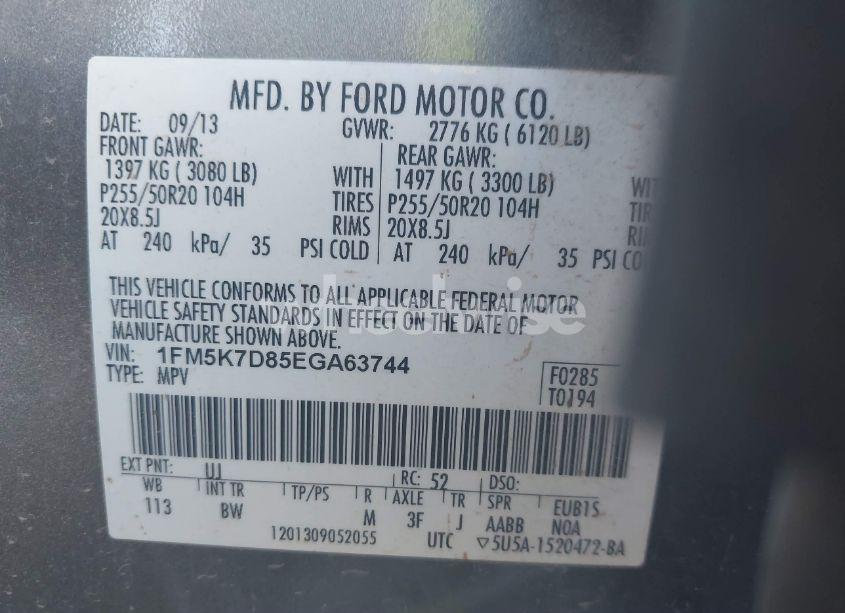 MFD. BY FORD MOTOR CO.
DATE: 09/13 GVWR: 2776 KG ( 6120 LB)
FRONT GAWR: REAR GAWR:
1397 KG ( 3080 LB) WITH 1497 KG ( 3300 LB) WI
P255/50R20 104H TIRES P255/50R20 104H TIR
20X8.5J RIMS 20X8.5J RI
AT 240 kPa/ 35 PSI COLD AT 240 kPa/ 35 PSI CO
THIS VEHICLE CONFORMS TO ALL APPLICABLE FEDERAL MOTOR
VEHICLE SAFETY STANDARDS IN EFFECT ON THE DATE OF
MANUFACTURE SHOWN ABOVE.
VIN: 1FM5K7D85EGA63744
TYPE: MPV F0285
T0194
EXT PNT: UJ RC: 52 DSO:
WB INT TR TP/PS R AXLE TR SPR EUB1S
113 BW M 3F J AABB NOA
1201309052055 UTC ▽5U5A-1520472-BA